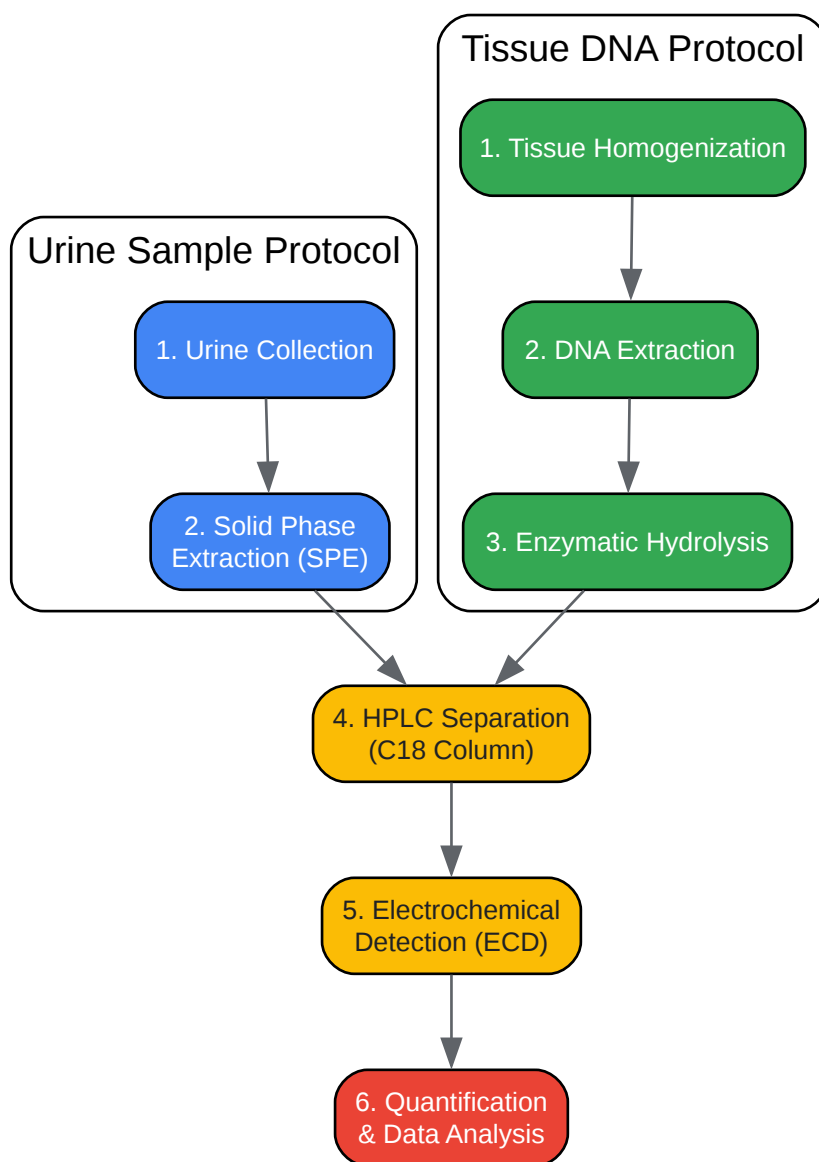 Tissue DNA Protocol
1. Tissue Homogenization
2. DNA Extraction
3. Enzymatic Hydrolysis
Urine Sample Protocol
1. Urine Collection
2. Solid Phase
Extraction (SPE)
4. HPLC Separation
(C18 Column)
5. Electrochemical
Detection (ECD)
6. Quantification
& Data Analysis